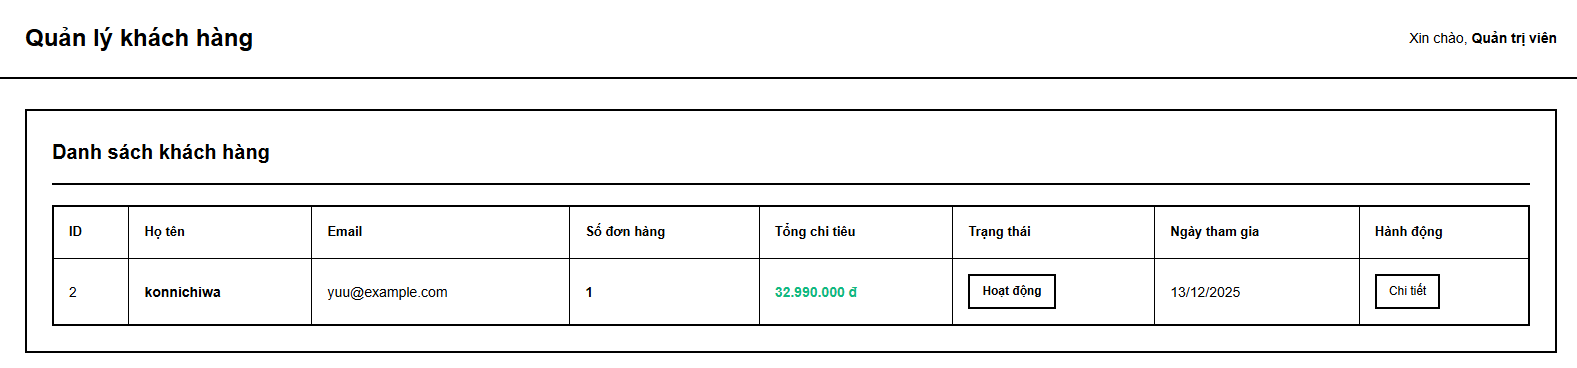 Quản lý khách hàng
Xin chào, Quản trị viên
Danh sách khách hàng
ID Họ tên Email Số đơn hàng Tổng chi tiêu Trạng thái Ngày tham gia Hành động
2 konnichiwa yuu@example.com 1 32.990.000 đ Hoạt động 13/12/2025 Chi tiết